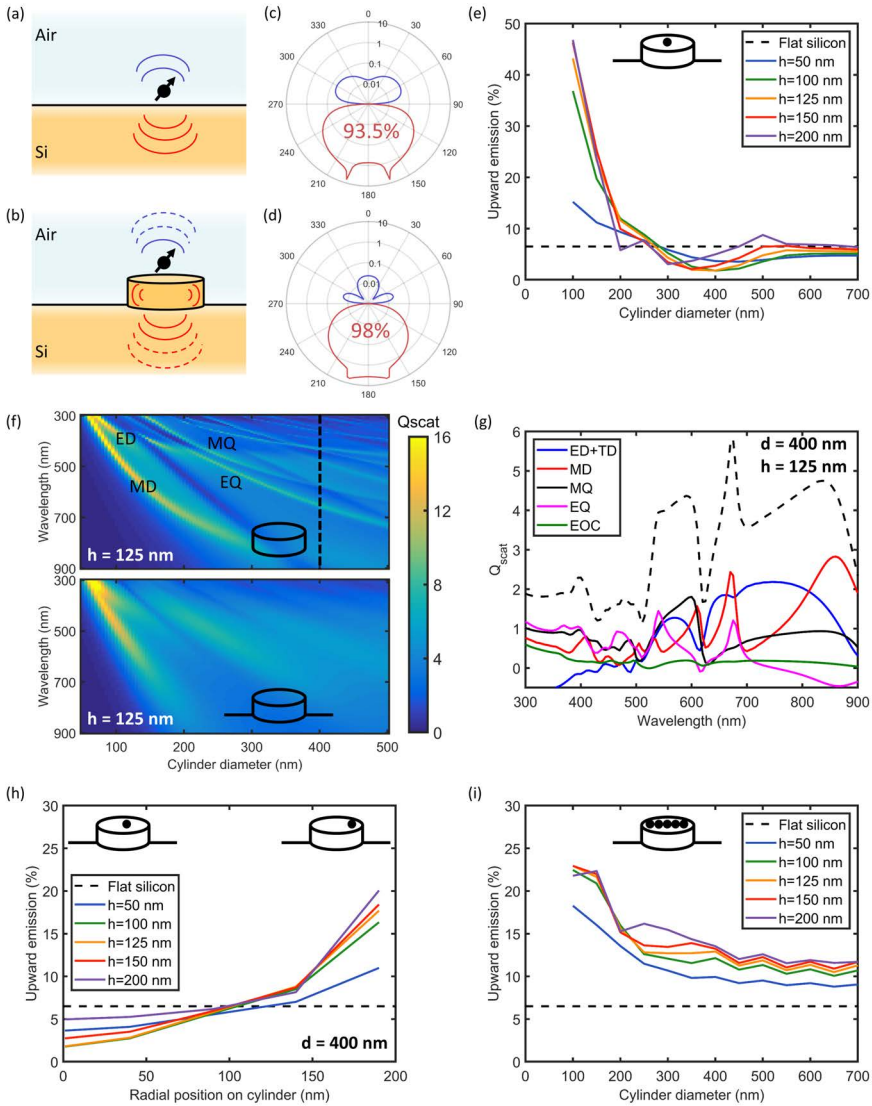 (a)
Air
Si
(b)
Air
Si
(c)
0
30
60
90
120
150
180
210
240
270
300
330
10
1
0.1
0.01
93.5%
(d)
0
30
60
90
120
150
180
210
240
270
300
330
10
1
0.1
0.0
98%
(e)
Upward emission (%)
50
40
30
20
10
0
0 100 200 300 400 500 600 700
Cylinder diameter (nm)
Flat silicon
h=50 nm
h=100 nm
h=125 nm
h=150 nm
h=200 nm
(f)
Wavelength (nm)
300
500
700
900
ED
MQ
EQ
MD
h = 125 nm
Wavelength (nm)
300
500
700
900
h = 125 nm
100 200 300 400 500
Cylinder diameter (nm)
Qscat
16
12
8
4
0
(g)
Qscat
6
5
4
3
2
1
0
300 400 500 600 700 800 900
Wavelength (nm)
ED+TD
MD
MQ
EQ
EOC
d = 400 nm
h = 125 nm
(h)
Upward emission (%)
30
25
20
15
10
5
0
0 50 100 150 200
Radial position on cylinder (nm)
Flat silicon
h=50 nm
h=100 nm
h=125 nm
h=150 nm
h=200 nm
d = 400 nm
(i)
Upward emission (%)
30
25
20
15
10
5
0
0 100 200 300 400 500 600 700
Cylinder diameter (nm)
Flat silicon
h=50 nm
h=100 nm
h=125 nm
h=150 nm
h=200 nm